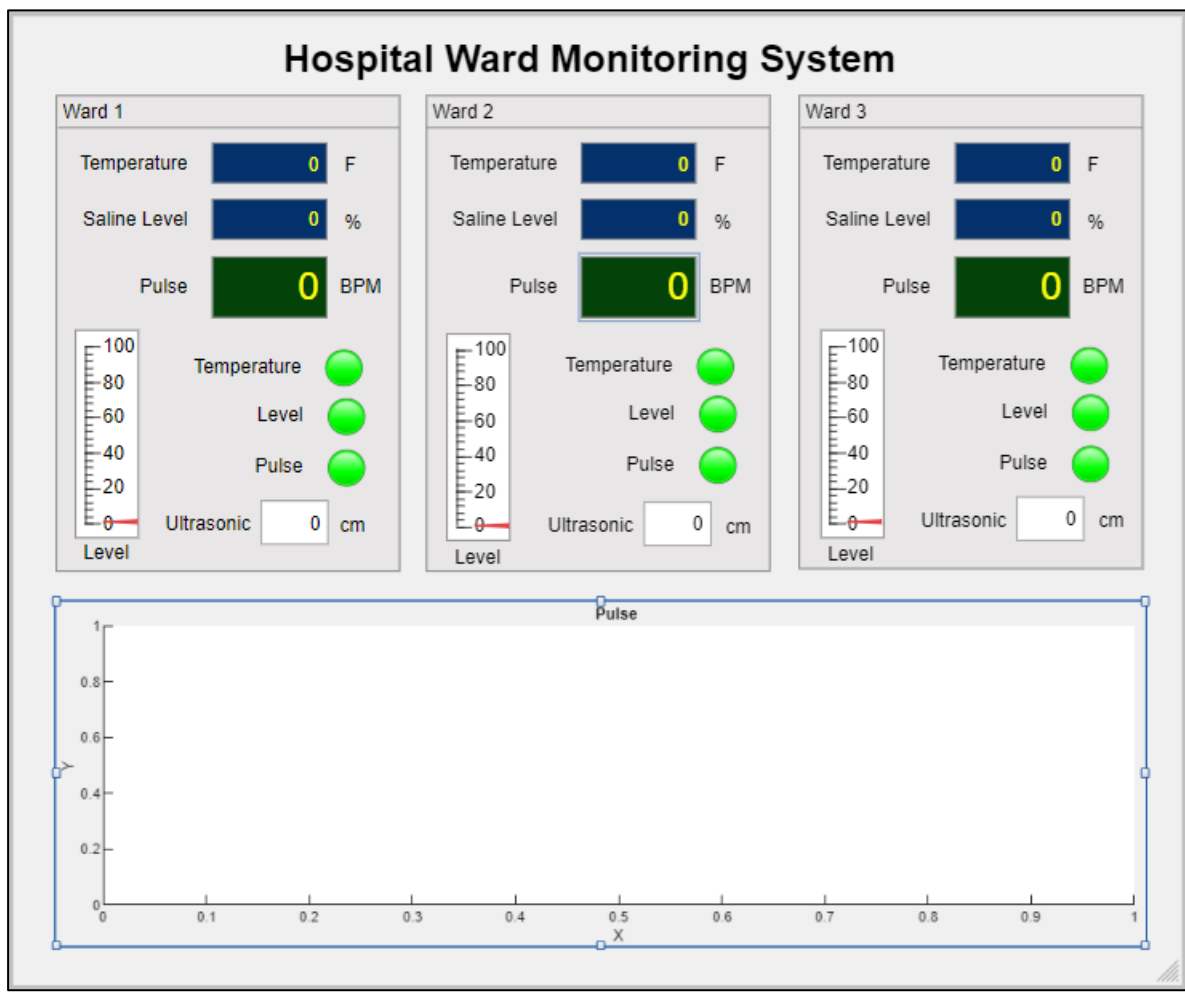 Hospital Ward Monitoring System
Ward 1
Temperature 0 F
Saline Level 0 %
Pulse 0 BPM
100
80
60
40
20
0
Level
Temperature
Level
Pulse
Ultrasonic 0 cm
Ward 2
Temperature 0 F
Saline Level 0 %
Pulse 0 BPM
100
80
60
40
20
0
Level
Temperature
Level
Pulse
Ultrasonic 0 cm
Ward 3
Temperature 0 F
Saline Level 0 %
Pulse 0 BPM
100
80
60
40
20
0
Level
Temperature
Level
Pulse
Ultrasonic 0 cm
Pulse
1
0.8
0.6
Y
0.4
0.2
0
0 0.1 0.2 0.3 0.4 0.5 0.6 0.7 0.8 0.9 1
X